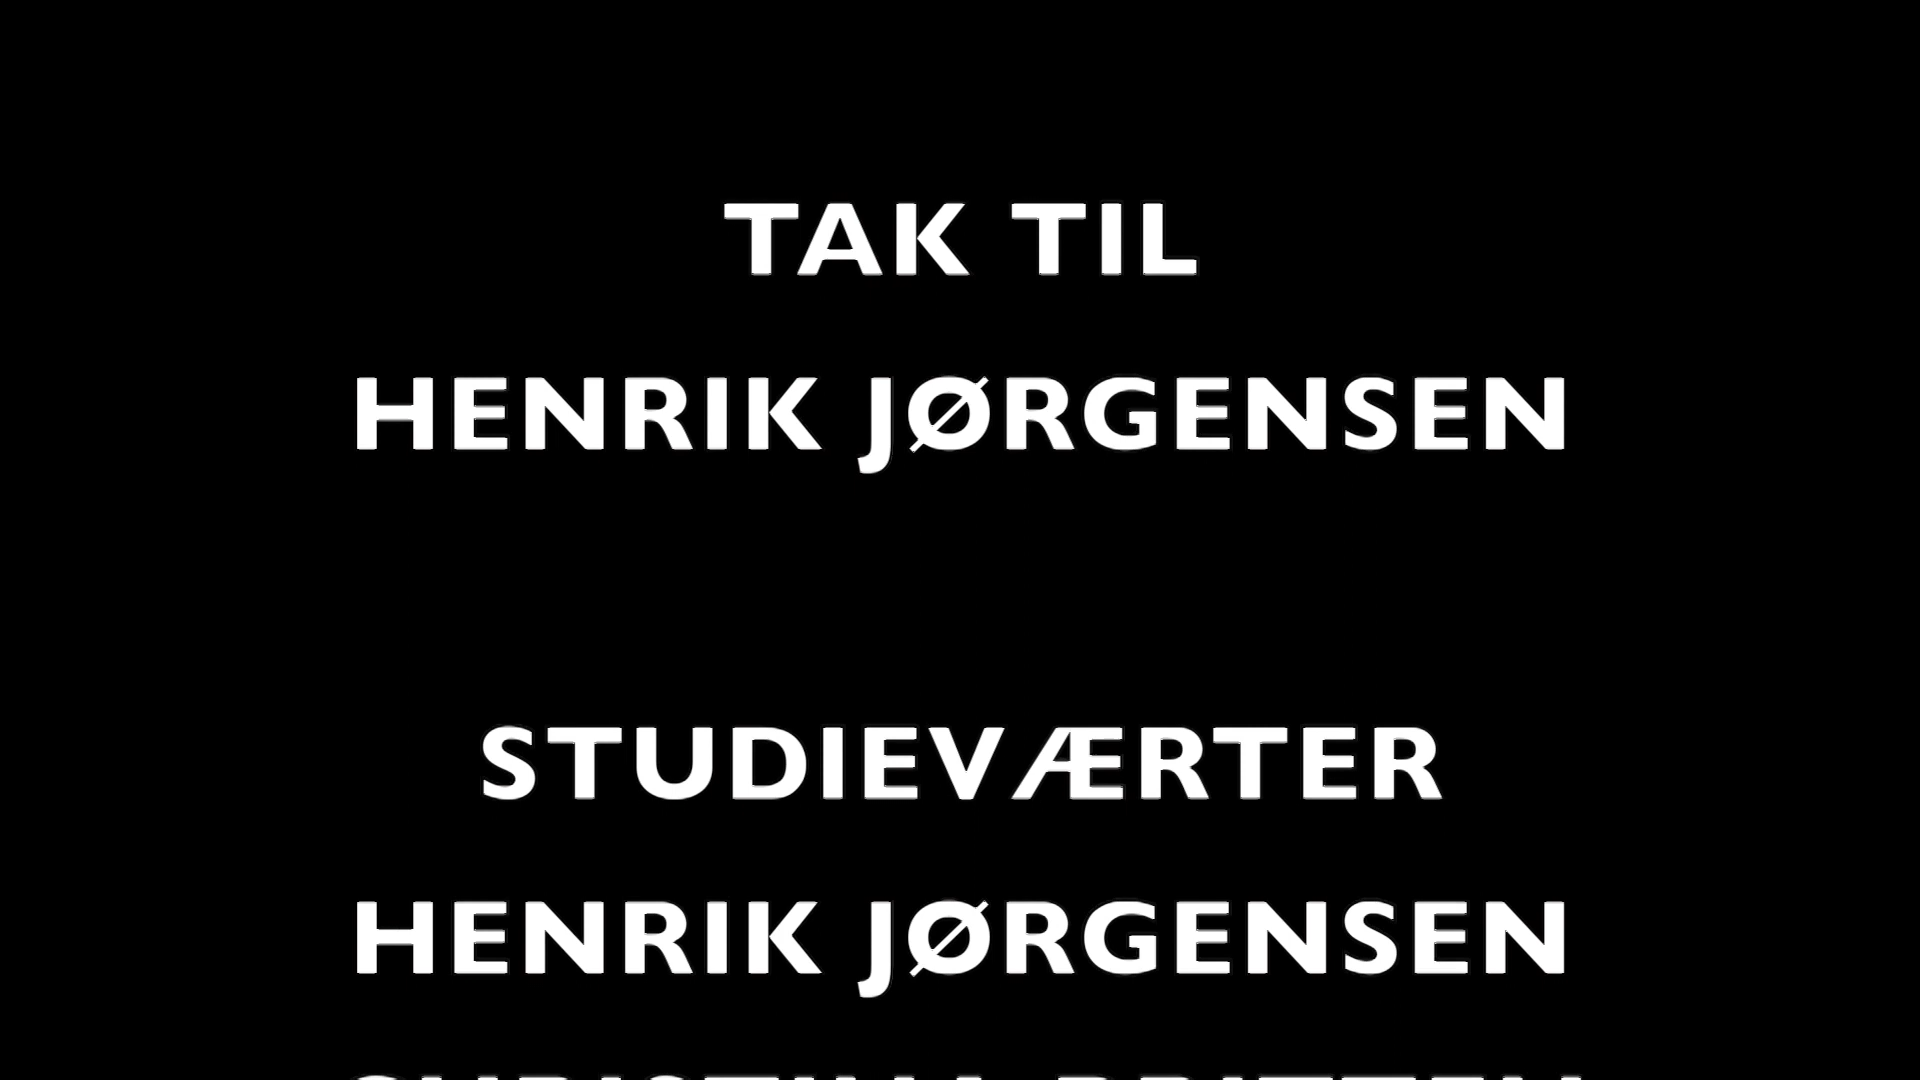 TAK TIL
HENRIK JØRGENSEN
STUDIEVÆRTER
HENRIK JØRGENSEN